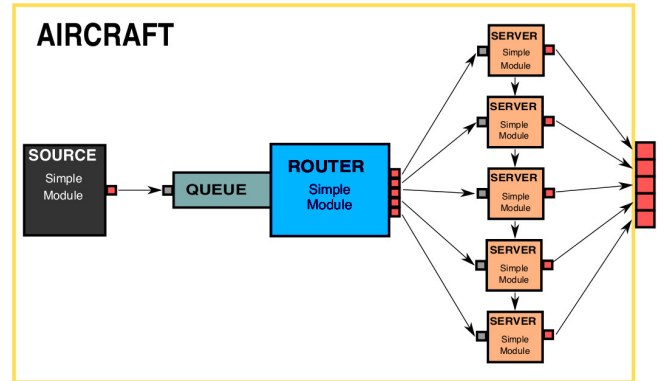 AIRCRAFT
SOURCE
Simple
Module
QUEUE
ROUTER
Simple
Module
SERVER
Simple
Module
SERVER
Simple
Module
SERVER
Simple
Module
SERVER
Simple
Module
SERVER
Simple
Module